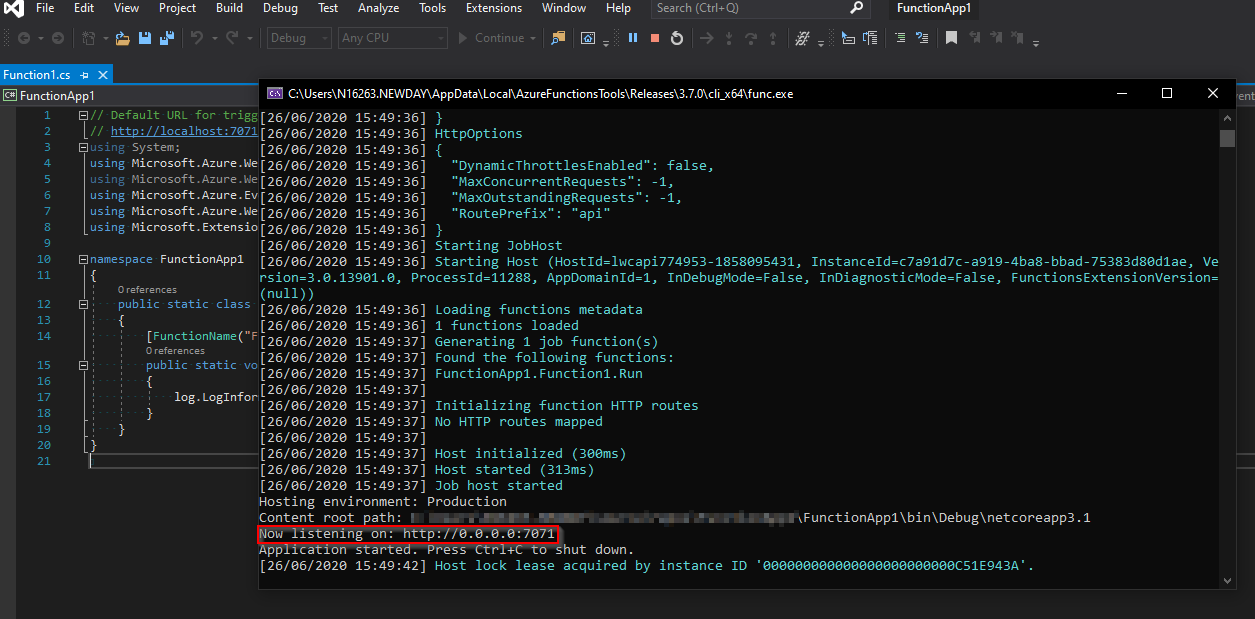 File Edit View Project Build Debug Test Analyze Tools Extensions Window Help Search (Ctrl+Q) FunctionApp1
Debug Any CPU Continue
Function1.cs
FunctionApp1
1 // Default URL for trigg
2 // http://localhost:7071
3 using System;
4 using Microsoft.Azure.We
5 using Microsoft.Azure.We
6 using Microsoft.Azure.Ev
7 using Microsoft.Azure.We
8 using Microsoft.Extensio
9
10 namespace FunctionApp1
11 {
0 references
12 public static class
13 {
14 [FunctionName("F
0 references
15 public static vo
16 {
17 log.LogInfor
18 }
19 }
20 }
21
C:\Users\N16263.NEWDAY\AppData\Local\AzureFunctionsTools\Releases\3.7.0\cli_x64\func.exe
[26/06/2020 15:49:36] }
[26/06/2020 15:49:36] HttpOptions
[26/06/2020 15:49:36] {
[26/06/2020 15:49:36]   "DynamicThrottlesEnabled": false,
[26/06/2020 15:49:36]   "MaxConcurrentRequests": -1,
[26/06/2020 15:49:36]   "MaxOutstandingRequests": -1,
[26/06/2020 15:49:36]   "RoutePrefix": "api"
[26/06/2020 15:49:36] }
[26/06/2020 15:49:36] Starting JobHost
[26/06/2020 15:49:36] Starting Host (HostId=lwcapi774953-1858095431, InstanceId=c7a91d7c-a919-4ba8-bbad-75383d80d1ae, Ve
rsion=3.0.13901.0, ProcessId=11288, AppDomainId=1, InDebugMode=False, InDiagnosticMode=False, FunctionsExtensionVersion=
(null))
[26/06/2020 15:49:36] Loading functions metadata
[26/06/2020 15:49:36] 1 functions loaded
[26/06/2020 15:49:37] Generating 1 job function(s)
[26/06/2020 15:49:37] Found the following functions:
[26/06/2020 15:49:37] FunctionApp1.Function1.Run
[26/06/2020 15:49:37]
[26/06/2020 15:49:37] Initializing function HTTP routes
[26/06/2020 15:49:37] No HTTP routes mapped
[26/06/2020 15:49:37]
[26/06/2020 15:49:37] Host initialized (300ms)
[26/06/2020 15:49:37] Host started (313ms)
[26/06/2020 15:49:37] Job host started
Hosting environment: Production
Content root path: \FunctionApp1\bin\Debug\netcoreapp3.1
Now listening on: http://0.0.0.0:7071
Application started. Press Ctrl+C to shut down.
[26/06/2020 15:49:42] Host lock lease acquired by instance ID '000000000000000000000000C51E943A'.
vent